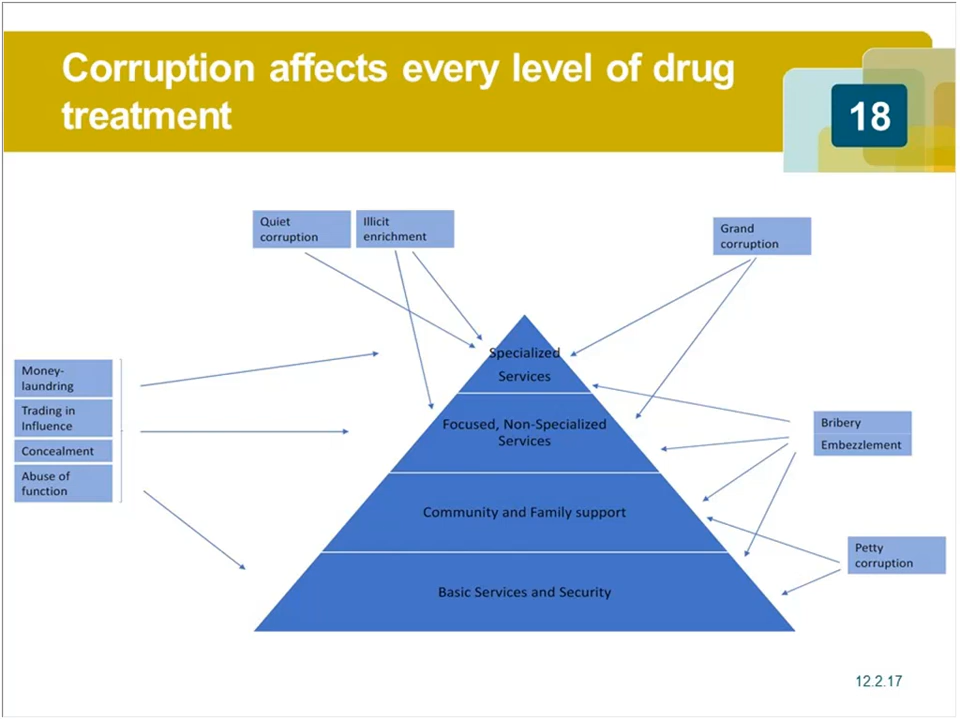 Corruption affects every level of drug
treatment
18
Quiet
corruption
Illicit
enrichment
Grand
corruption
Money-
laundring
Trading in
Influence
Concealment
Abuse of
function
Specialized
Services
Focused, Non-Specialized
Services
Community and Family support
Basic Services and Security
Bribery
Embezzlement
Petty
corruption
12.2.17